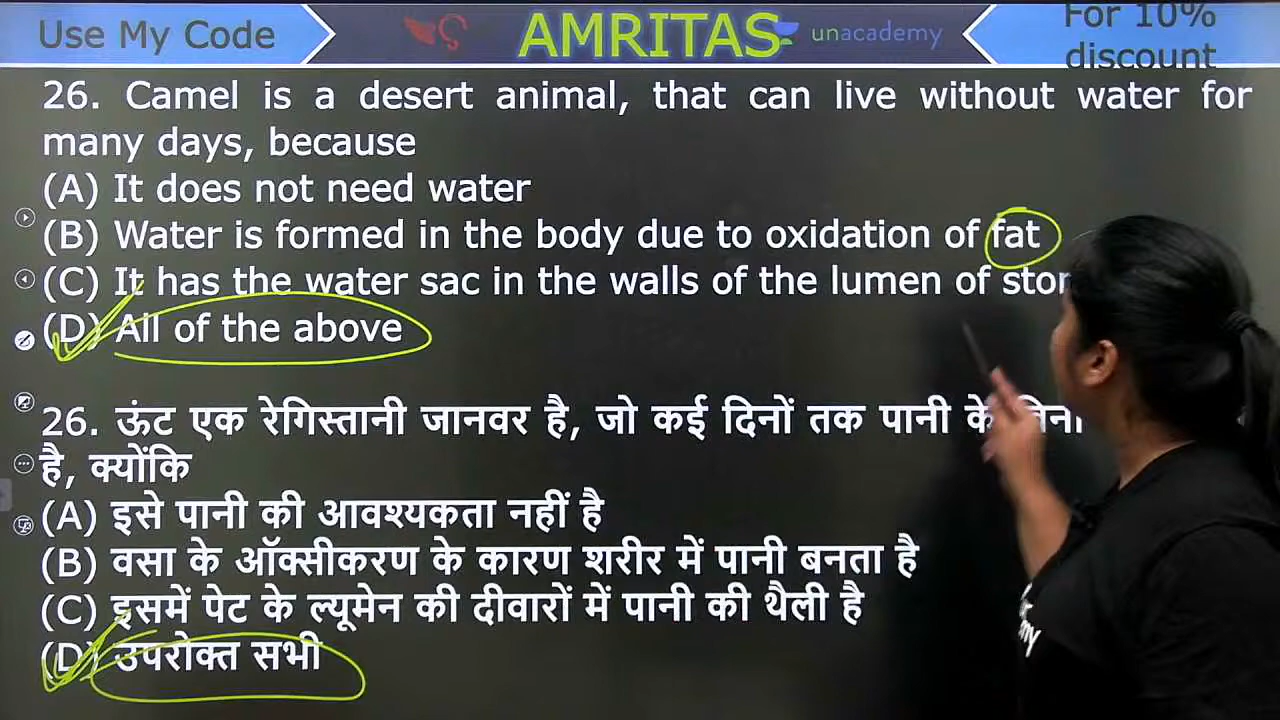 Use My Code
AMRITAS
unacademy
For 10%
discount
26. Camel is a desert animal, that can live without water for
many days, because
(A) It does not need water
(B) Water is formed in the body due to oxidation of fat
(C) It has the water sac in the walls of the lumen of
(D) All of the above
26. ऊंट एक रेगिस्तानी जानवर है, जो कई दिनों तक पानी
है, क्योंकि
(A) इसे पानी की आवश्यकता नहीं है
(B) वसा के ऑक्सीकरण के कारण शरीर में पानी बनता है
(C) इसमें पेट के ल्यूमेन की दीवारों में पानी की थैली है
(D) उपरोक्त सभी